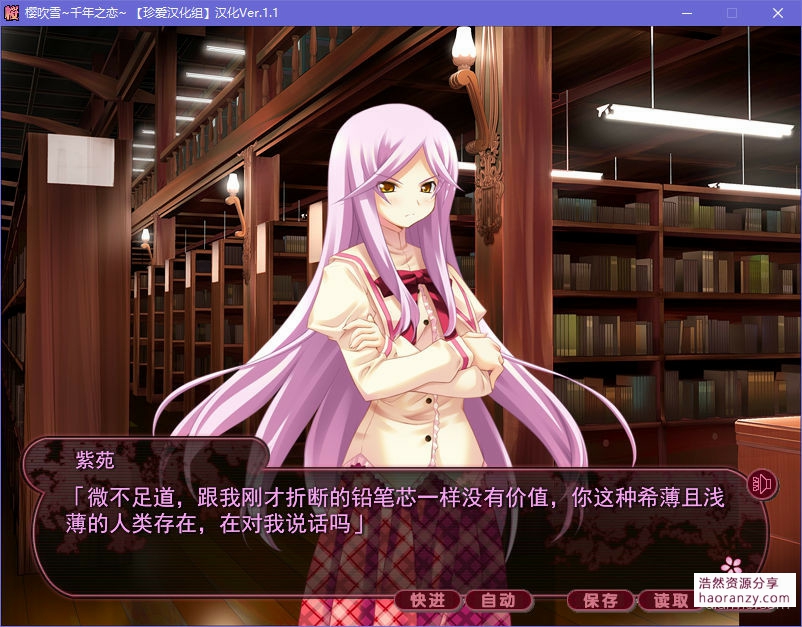 樱吹雪~千年之恋~ 【珍爱汉化组】汉化Ver.1.1
紫苑
「微不足道，跟我刚才折断的铅笔芯一样没有价值，你这种希薄且浅
薄的人类存在，在对我说话吗」
快进 自动 保存 读取
浩然资源分享
haoranzy.com